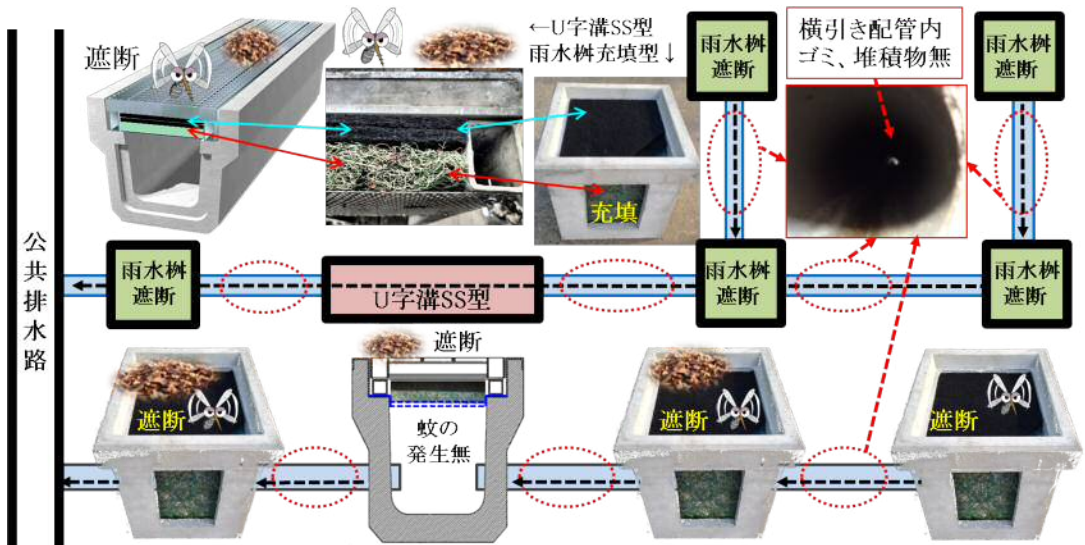 遮断
←U字溝SS型
雨水桝充填型↓
充填
雨水桝
遮断
横引き配管内
ゴミ、堆積物無
雨水桝
遮断
公共排水路
雨水桝
遮断
U字溝SS型
雨水桝
遮断
雨水桝
遮断
遮断
遮断
蚊の
発生無
遮断
遮断